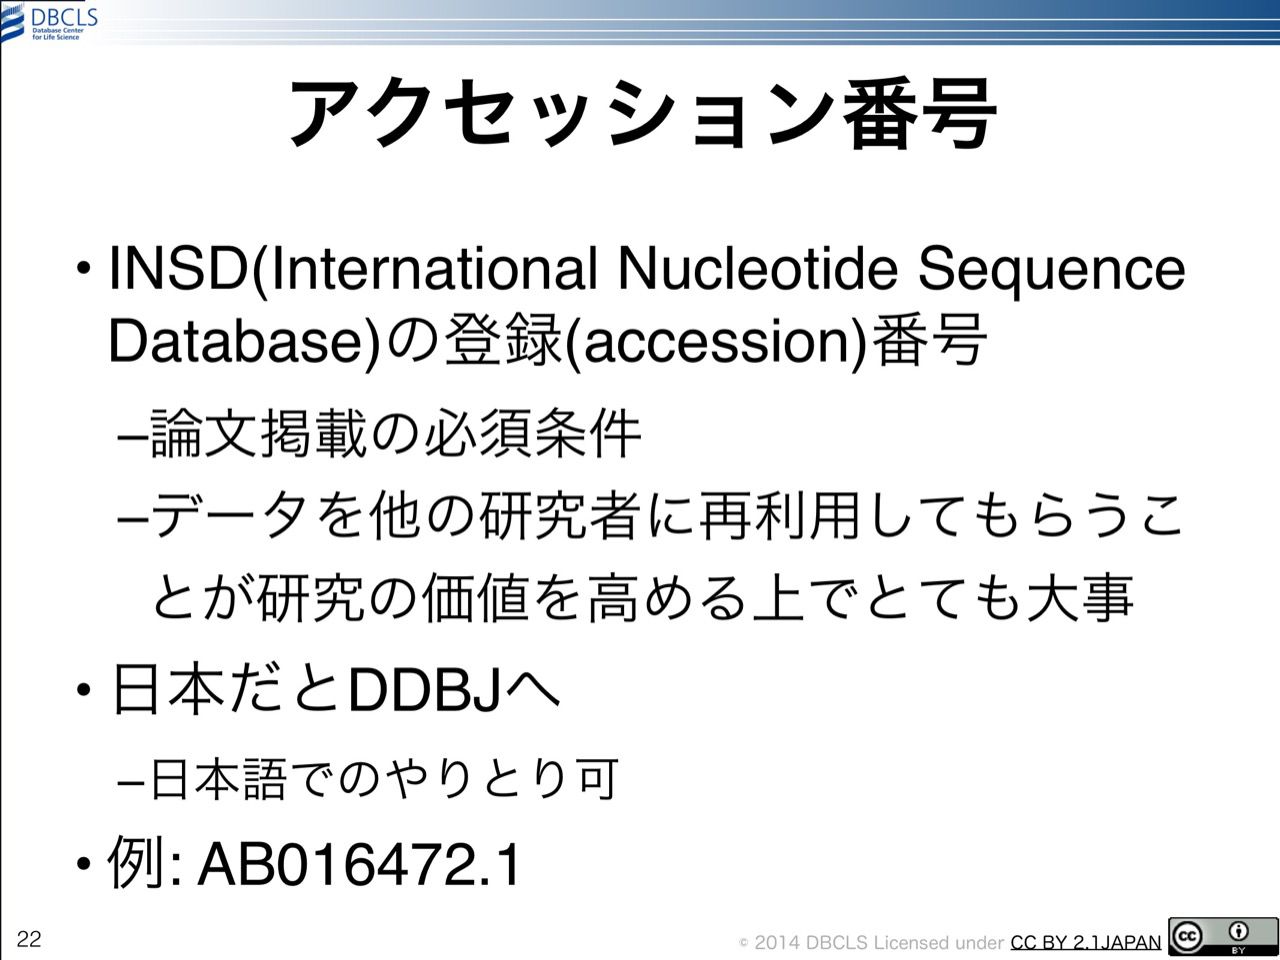 DBCLS
Database Center
for Life Science
アクセッション番号
• INSD(International Nucleotide Sequence
Database)の登録(accession)番号
–論文掲載の必須条件
–データを他の研究者に再利用してもらうこ
とが研究の価値を高める上でとても大事
• 日本だとDDBJへ
–日本語でのやりとり可
• 例: AB016472.1
22
© 2014 DBCLS Licensed under CC BY 2.1JAPAN
cc
BY